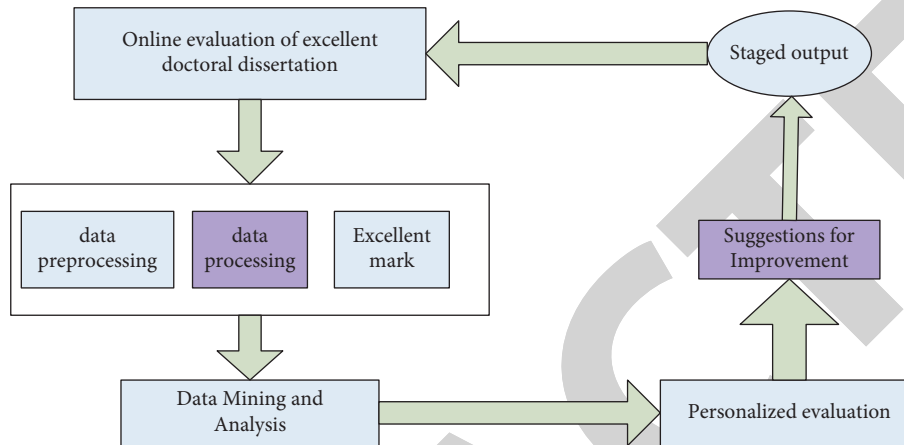 Online evaluation of excellent
doctoral dissertation
Staged output
data
preprocessing
data
processing
Excellent
mark
Suggestions for
Improvement
Data Mining and
Analysis
Personalized evaluation